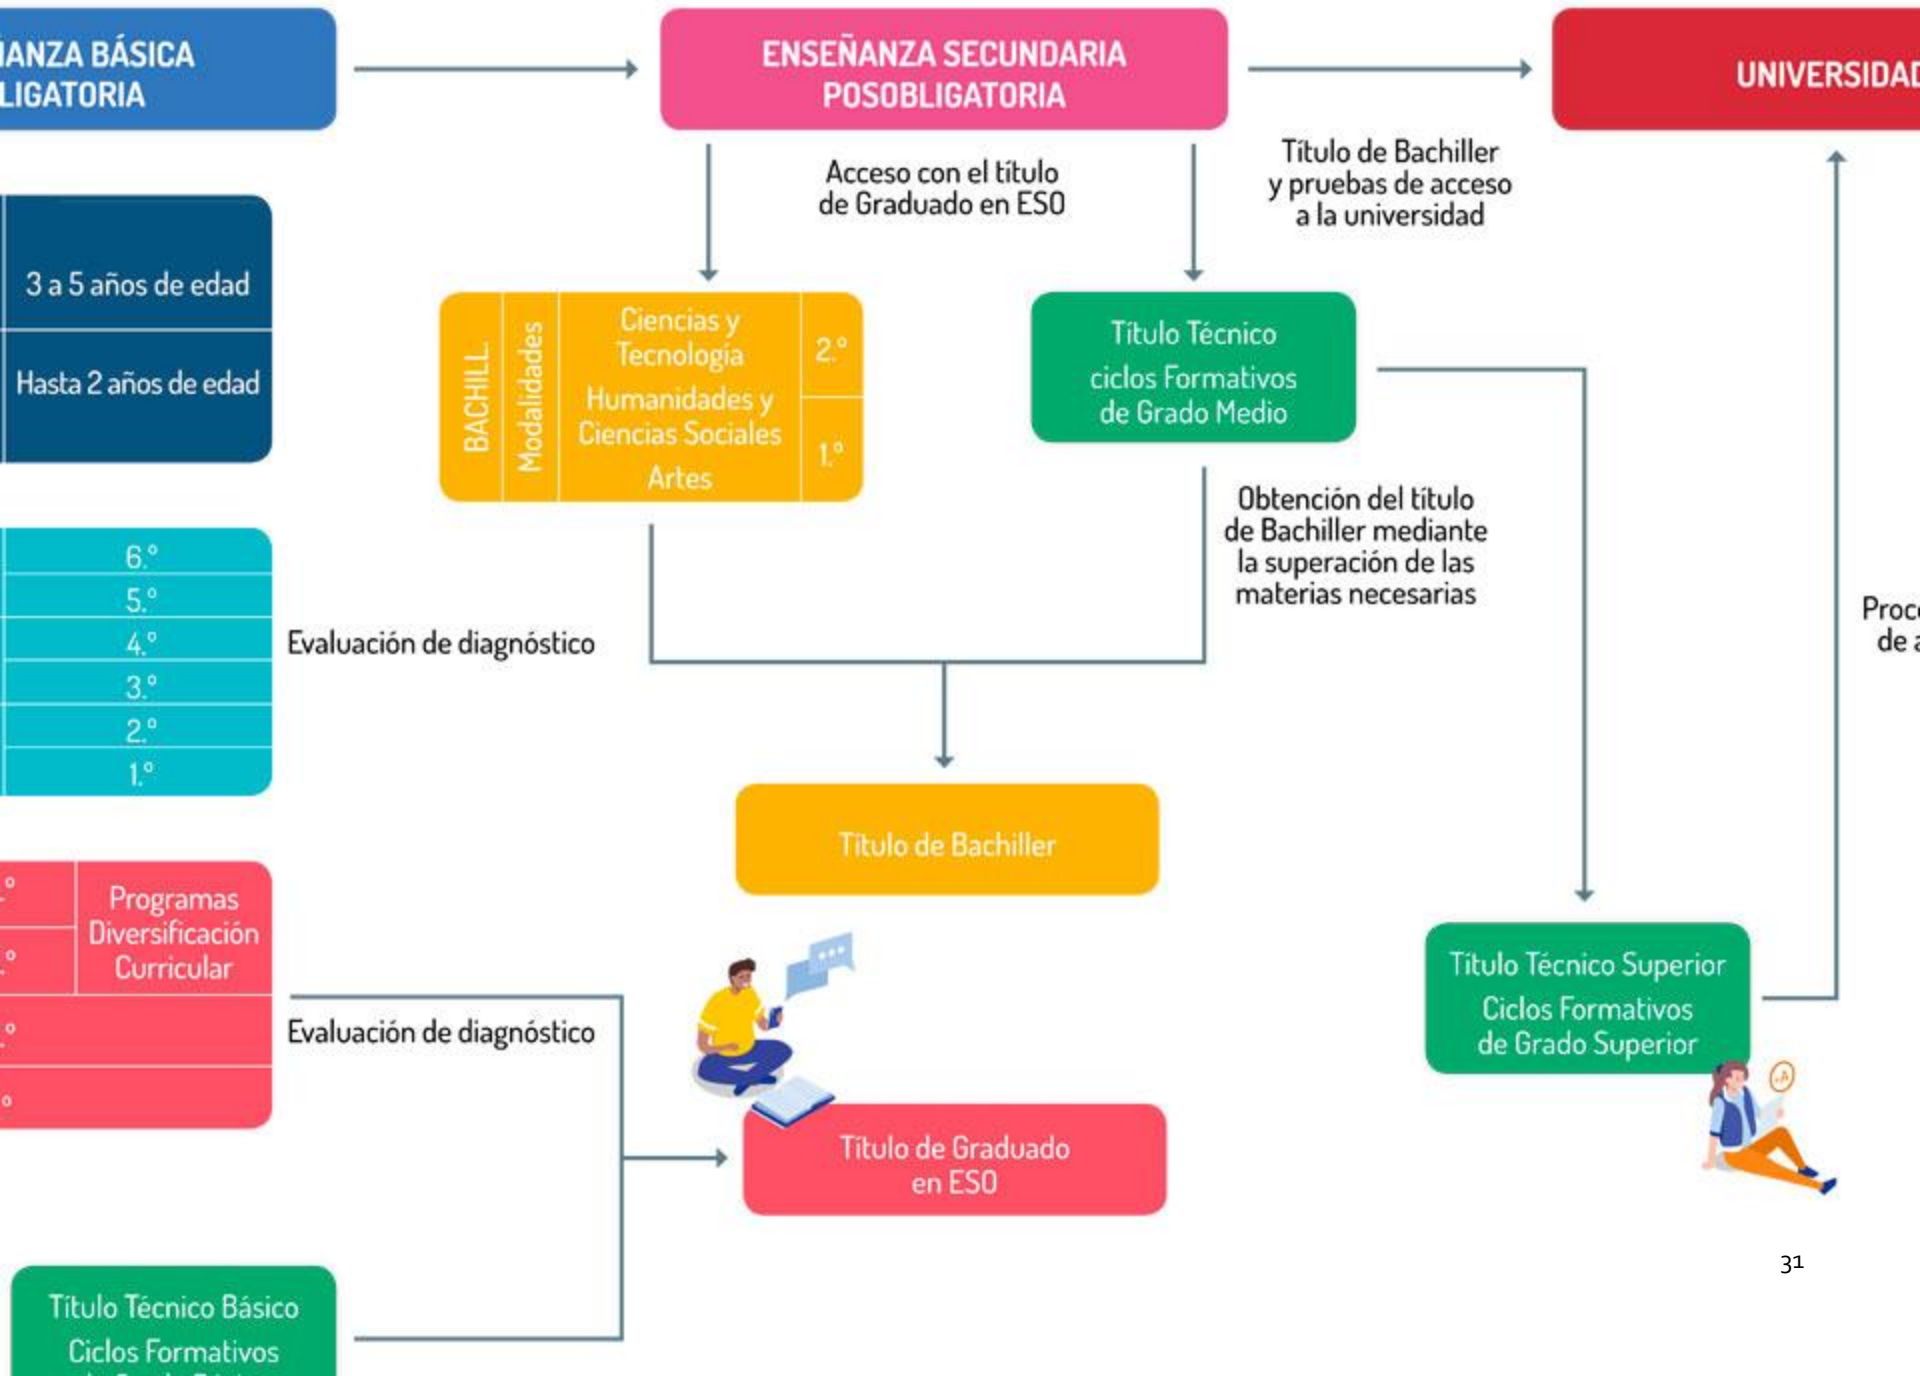 ANZA BÁSICA
LIGATORIA
ENSEÑANZA SECUNDARIA
POSOBLIGATORIA
UNIVERSIDAD
Acceso con el título
de Graduado en ESO
Título de Bachiller
y pruebas de acceso
a la universidad
3 a 5 años de edad
Hasta 2 años de edad
BACHILL.
Modalidades
Ciencias y
Tecnología
Humanidades y
Ciencias Sociales
Artes
2.º
1.º
Título Técnico
ciclos Formativos
de Grado Medio
Obtención del título
de Bachiller mediante
la superación de las
materias necesarias
6.º
5.º
4.º
3.º
2.º
1.º
Evaluación de diagnóstico
Título de Bachiller
Programas
Diversificación
Curricular
Evaluación de diagnóstico
Título de Graduado
en ESO
Título Técnico Superior
Ciclos Formativos
de Grado Superior
Título Técnico Básico
Ciclos Formativos
31